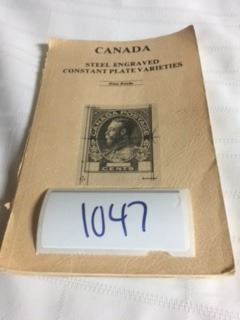 CANADA
STEEL ENGRAVED
CONSTANT PLATE VARIETIES
CANADA POSTAGE
CENTS
1047